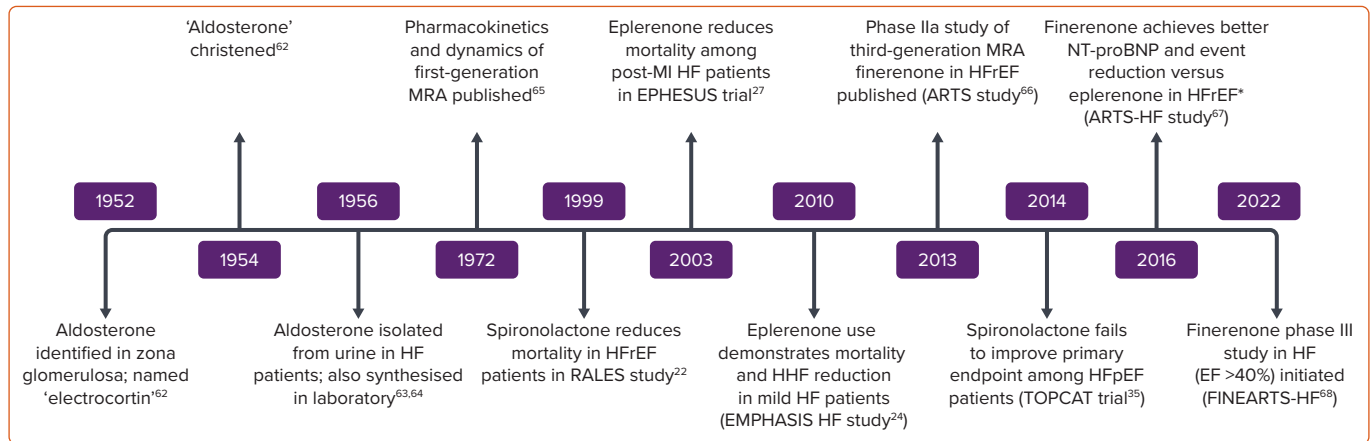 ‘Aldosterone’
christened62
Pharmacokinetics
and dynamics of
first-generation
MRA published65
Eplerenone reduces
mortality among
post-MI HF patients
in EPHESUS trial27
Phase IIa study of
third-generation MRA
finerenone in HFrEF
published (ARTS study66)
Finerenone achieves better
NT-proBNP and event
reduction versus
eplerenone in HFrEF*
(ARTS-HF study67)
1952
1956
1999
2010
2014
2022
1954
1972
2003
2013
2016
Aldosterone
identified in zona
glomerulosa; named
‘electrocortin’62
Aldosterone isolated
from urine in HF
patients; also synthesised
in laboratory63,64
Spironolactone reduces
mortality in HFrEF
patients in RALES study22
Eplerenone use
demonstrates mortality
and HHF reduction
in mild HF patients
(EMPHASIS HF study24)
Spironolactone fails
to improve primary
endpoint among HFpEF
patients (TOPCAT trial35)
Finerenone phase III
study in HF
(EF >40%) initiated
(FINEARTS-HF68)